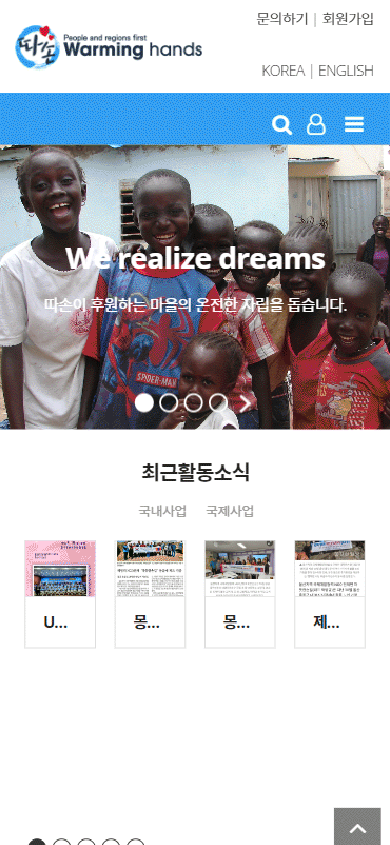 문의하기 | 회원가입
따손
People and regions first
Warming hands
KOREA | ENGLISH
We realize dreams
따손이 후원하는 마을의 온전한 자립을 돕습니다.
최근활동소식
국내사업 국제사업
U... 몽... 몽... 제...